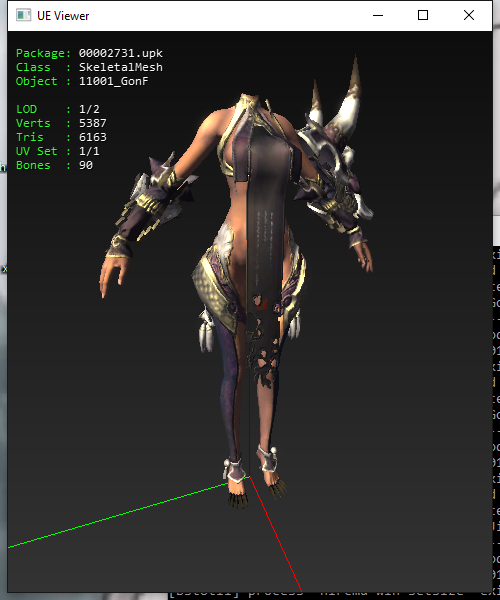 UE Viewer
Package: 00002731.upk
Class : SkeletalMesh
Object : 11001_GonF
LOD : 1/2
Verts : 5387
Tris : 6163
UV Set : 1/1
Bones : 90